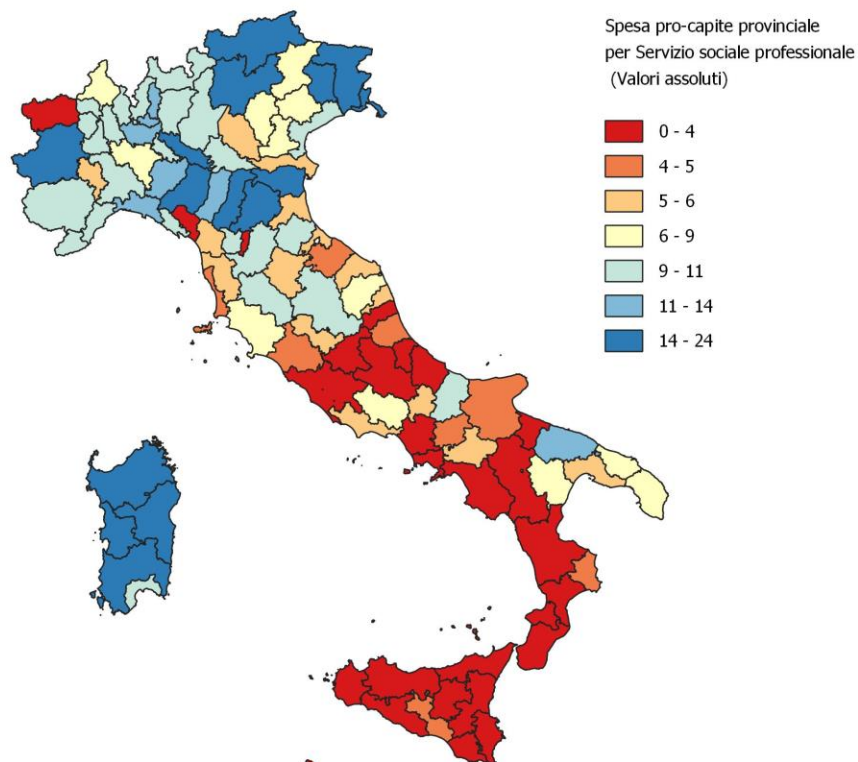 Spesa pro-capite provinciale
per Servizio sociale professionale
(Valori assoluti)
0 - 4
4 - 5
5 - 6
6 - 9
9 - 11
11 - 14
14 - 24